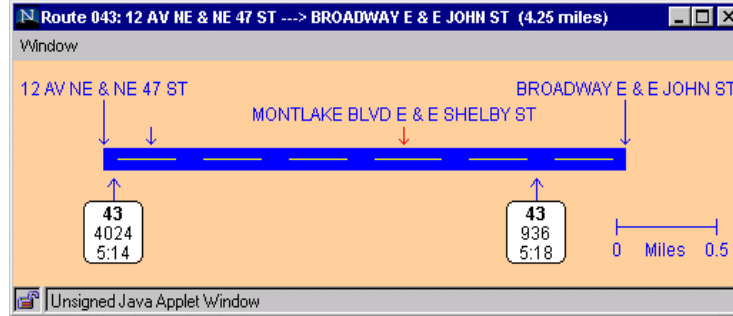 N Route 043: 12 AV NE & NE 47 ST ---> BROADWAY E & E JOHN ST (4.25 miles)
Window
12 AV NE & NE 47 ST
BROADWAY E & E JOHN ST
MONTLAKE BLVD E & E SHELBY ST
43
4024
5:14
43
936
5:18
0 Miles 0.5
Unsigned Java Applet Window